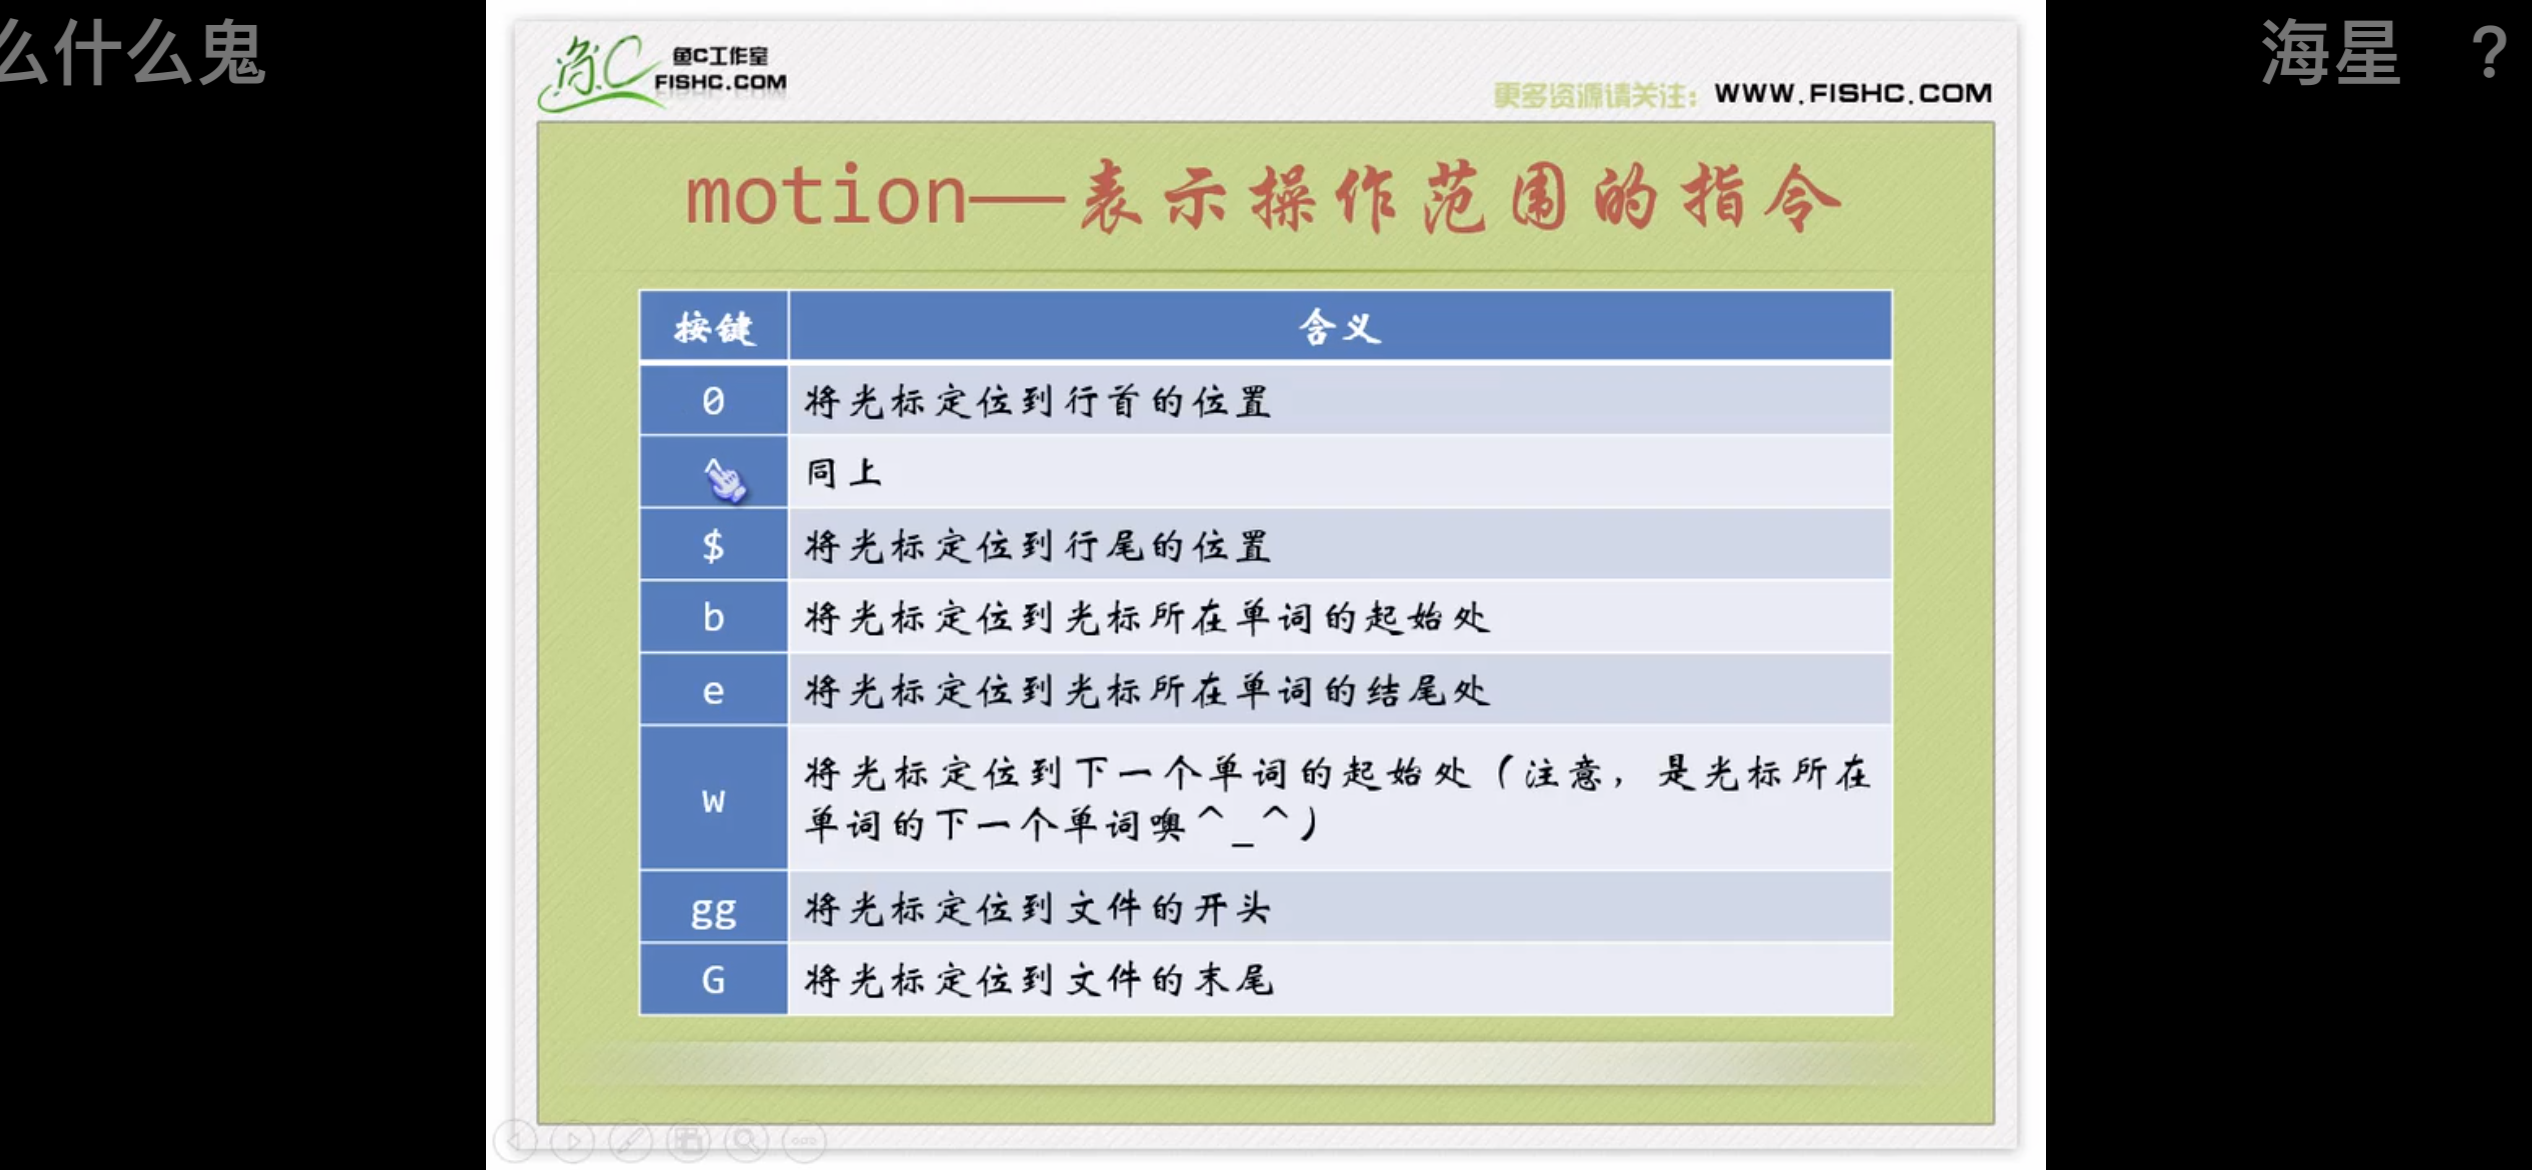 么什么鬼
海星 ?
鱼C工作室
FISHC.COM
更多资源请关注: WWW.FISHC.COM
motion——表示操作范围的指令
按键 含义
0 将光标定位到行首的位置
^ 同上
$ 将光标定位到行尾的位置
b 将光标定位到光标所在单词的起始处
e 将光标定位到光标所在单词的结尾处
w 将光标定位到下一个单词的起始处（注意，是光标所在
单词的下一个单词噢^_^）
gg 将光标定位到文件的开头
G 将光标定位到文件的末尾